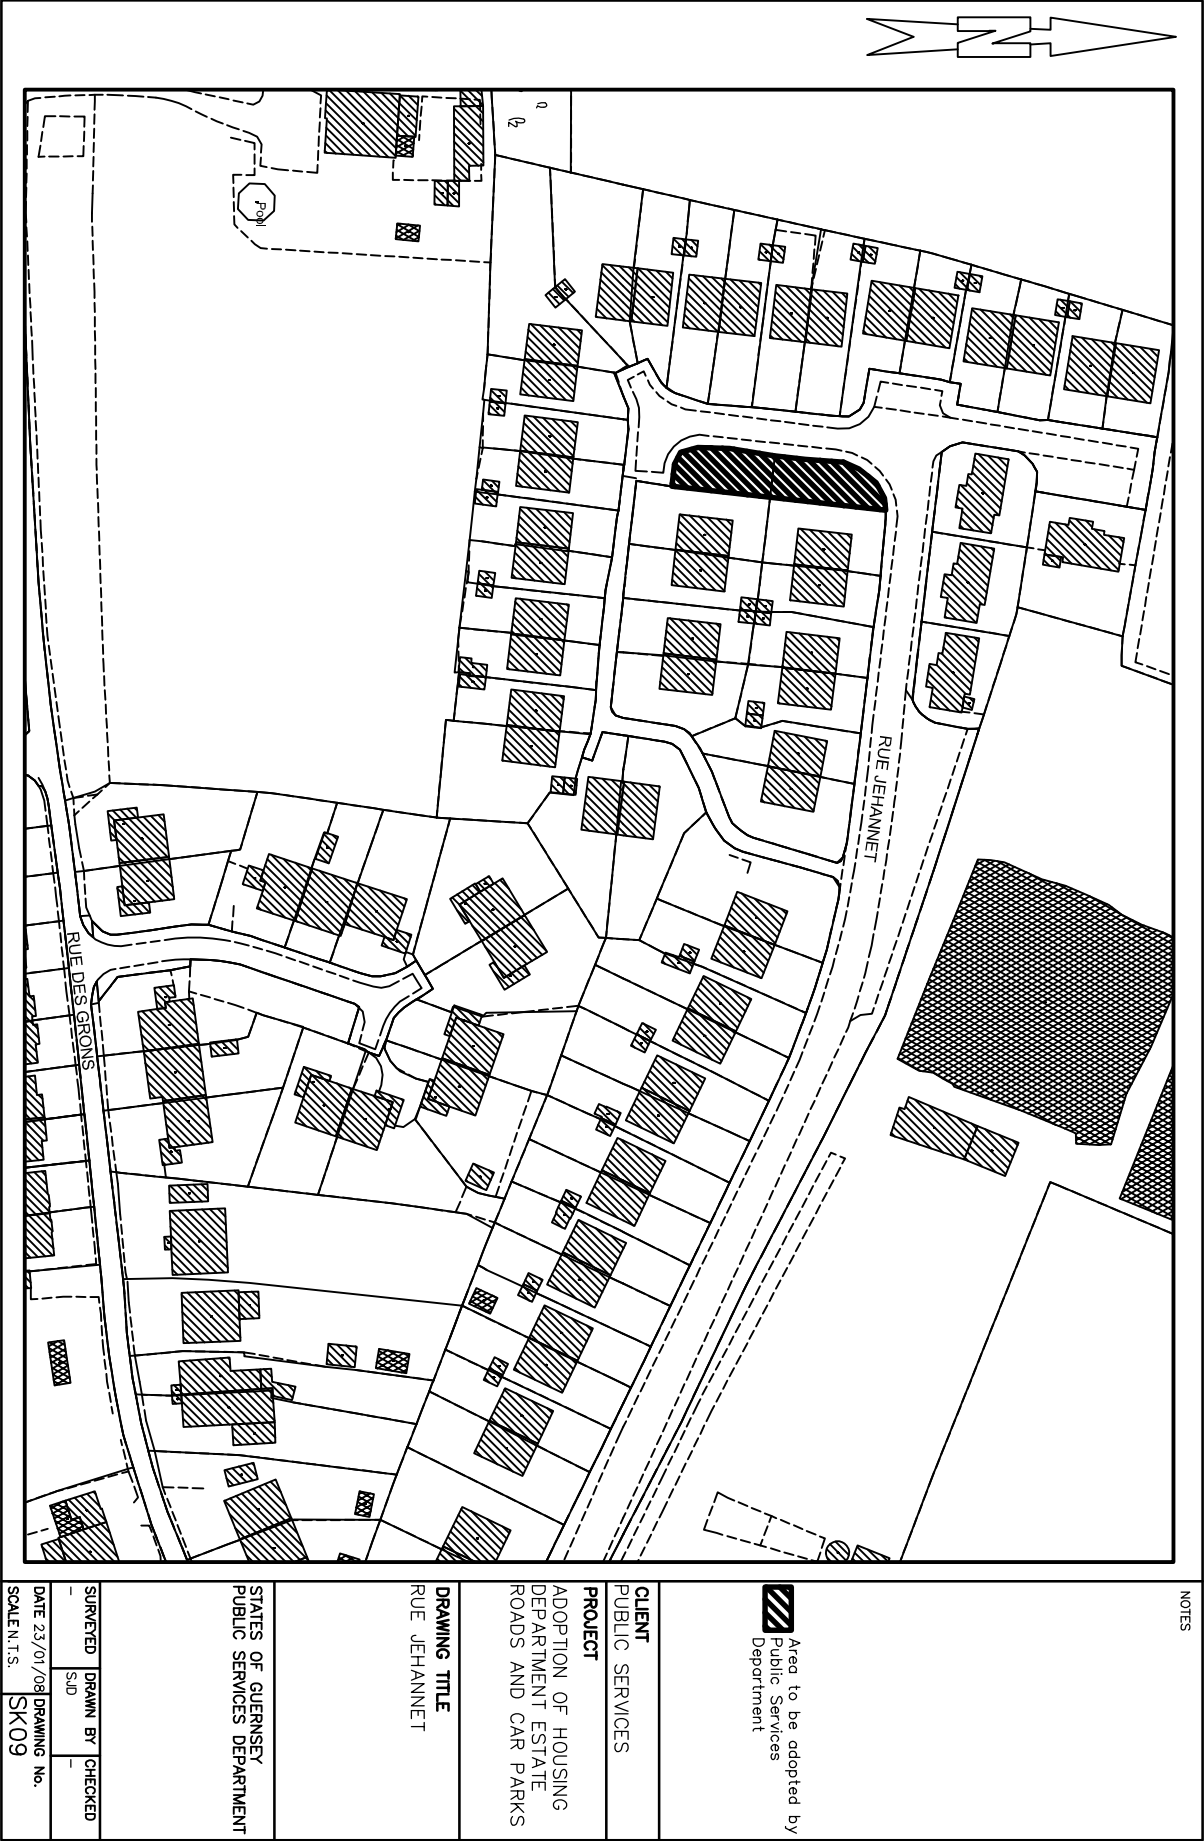 N
Pool
RUE JEHANNET
RUE DES GRONS
NOTES
Area to be adopted by
Public Services
Department
CLIENT
PUBLIC SERVICES
PROJECT
ADOPTION OF HOUSING
DEPARTMENT ESTATE
ROADS AND CAR PARKS
DRAWING TITLE
RUE JEHANNET
STATES OF GUERNSEY
PUBLIC SERVICES DEPARTMENT
SURVEYED DRAWN BY CHECKED
- SJD -
DATE 23/01/08 DRAWING No.
SCALE N.T.S. SK09